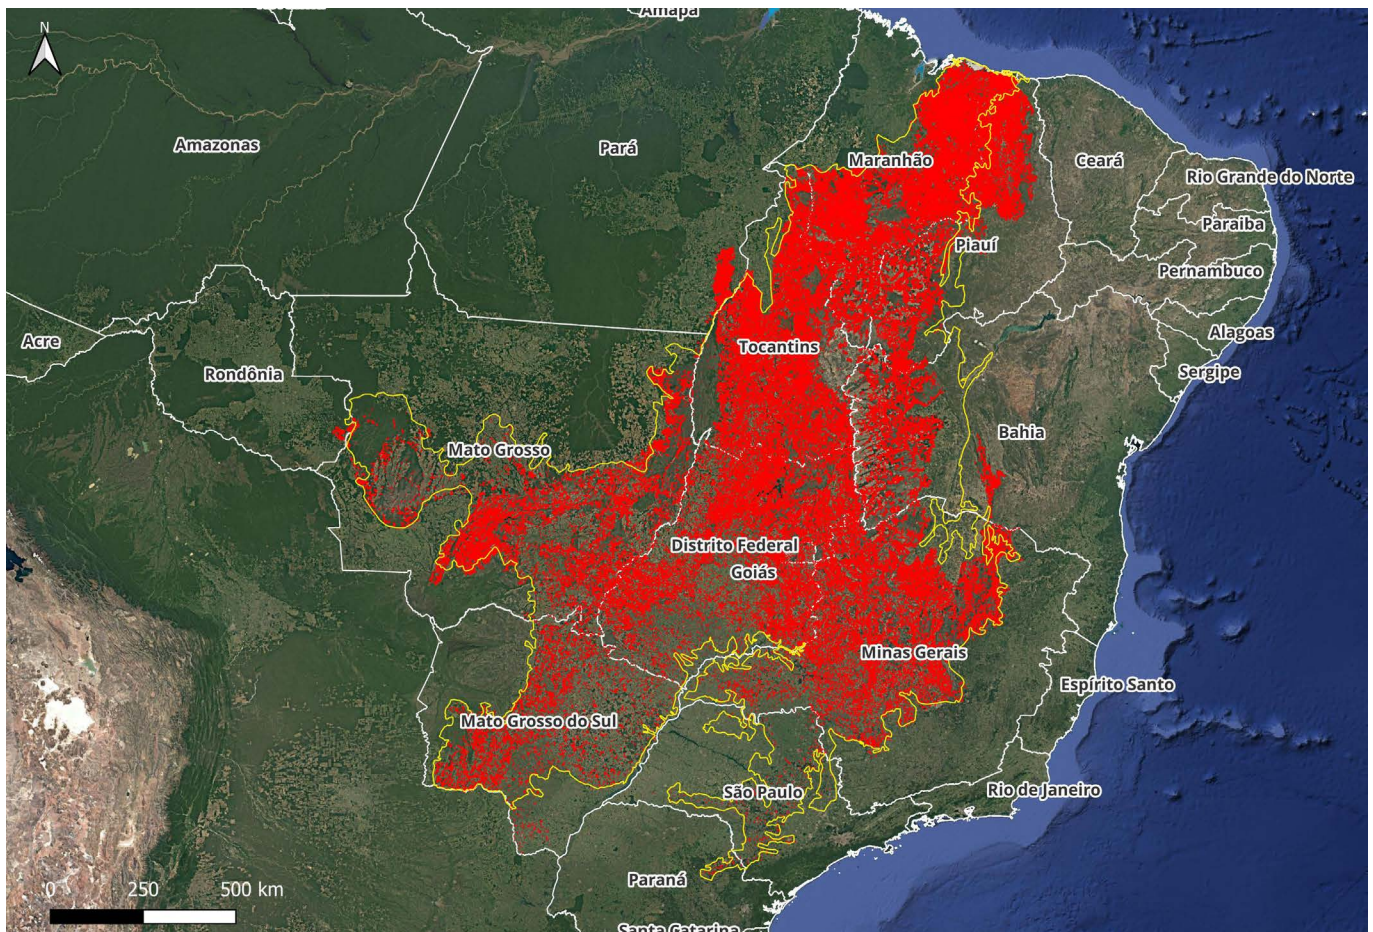 Amapá
N
Amazonas
Pará
Maranhão
Ceará
Rio Grande do Norte
Paraiba
Piauí
Pernambuco
Acre
Tocantins
Alagoas
Rondônia
Sergipe
Bahia
Mato Grosso
Distrito Federal
Goiás
Minas Gerais
Espírito Santo
Mato Grosso do Sul
São Paulo
Rio de Janeiro
Paraná
0 250 500 km
Santa Catarina